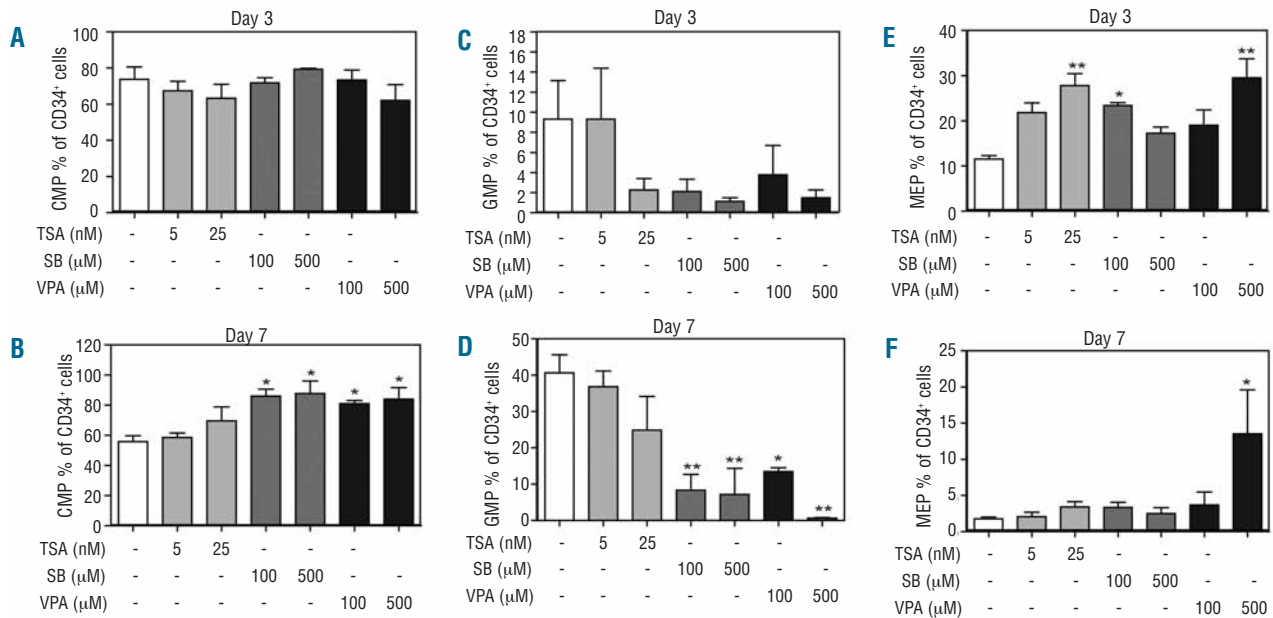 A
Day 3
CMP % of CD34+ cells
100
80
60
40
20
0
TSA (nM) - 5 25 - - - -
SB (μM) - - - 100 500 - -
VPA (μM) - - - - - 100 500
B
Day 7
CMP % of CD34+ cells
120
100
80
60
40
20
0
* * * *
TSA (nM) - 5 25 - - - -
SB (μM) - - - 100 500 - -
VPA (μM) - - - - - 100 500
C
Day 3
GMP % of CD34+ cells
18
16
14
12
10
8
6
4
2
0
TSA (nM) - 5 25 - - - -
SB (μM) - - - 100 500 - -
VPA (μM) - - - - - 100 500
D
Day 7
GMP % of CD34+ cells
50
40
30
20
10
0
** ** * **
TSA (nM) - 5 25 - - - -
SB (μM) - - - 100 500 - -
VPA (μM) - - - - - 100 500
E
Day 3
MEP % of CD34+ cells
40
30
20
10
0
** * **
TSA (nM) - 5 25 - - - -
SB (μM) - - - 100 500 - -
VPA (μM) - - - - - 100 500
F
Day 7
MEP % of CD34+ cells
25
20
15
10
5
0
*
TSA (nM) - 5 25 - - - -
SB (μM) - - - 100 500 - -
VPA (μM) - - - - - 100 500